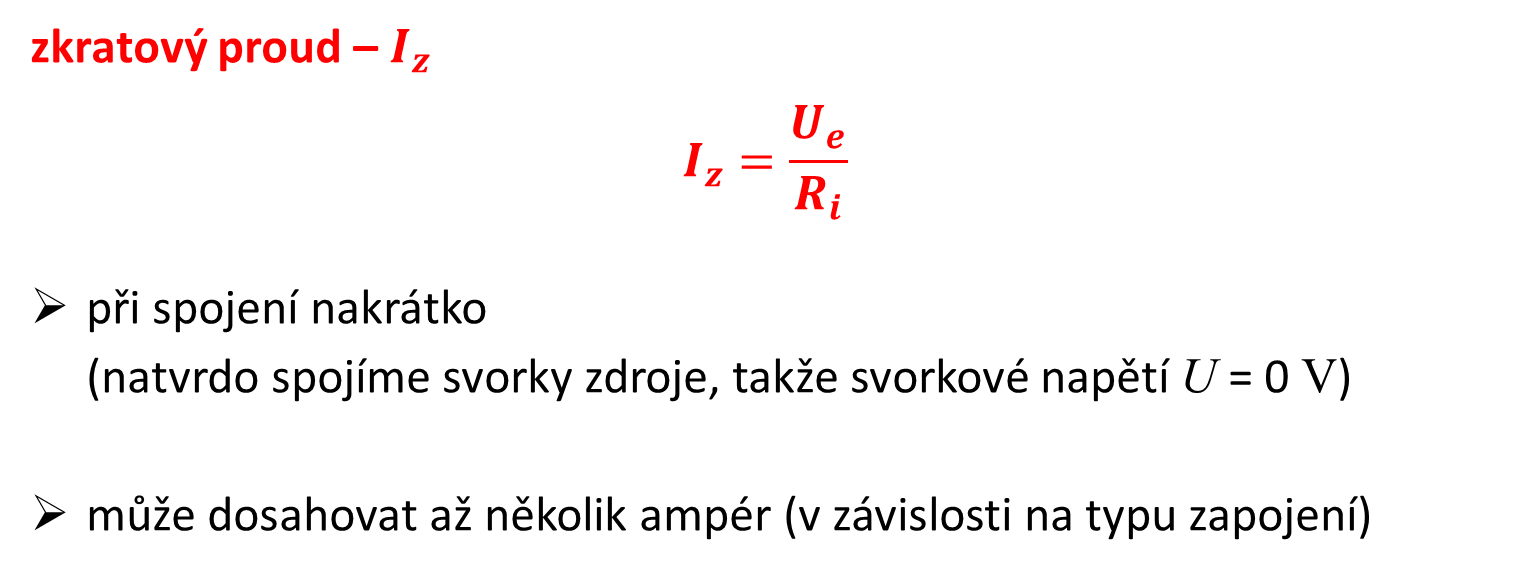 zkratový proud – I_z
I_z = U_e / R_i
➢ při spojení nakrátko
(natvrdo spojíme svorky zdroje, takže svorkové napětí U = 0 V)
➢ může dosahovat až několik ampér (v závislosti na typu zapojení)